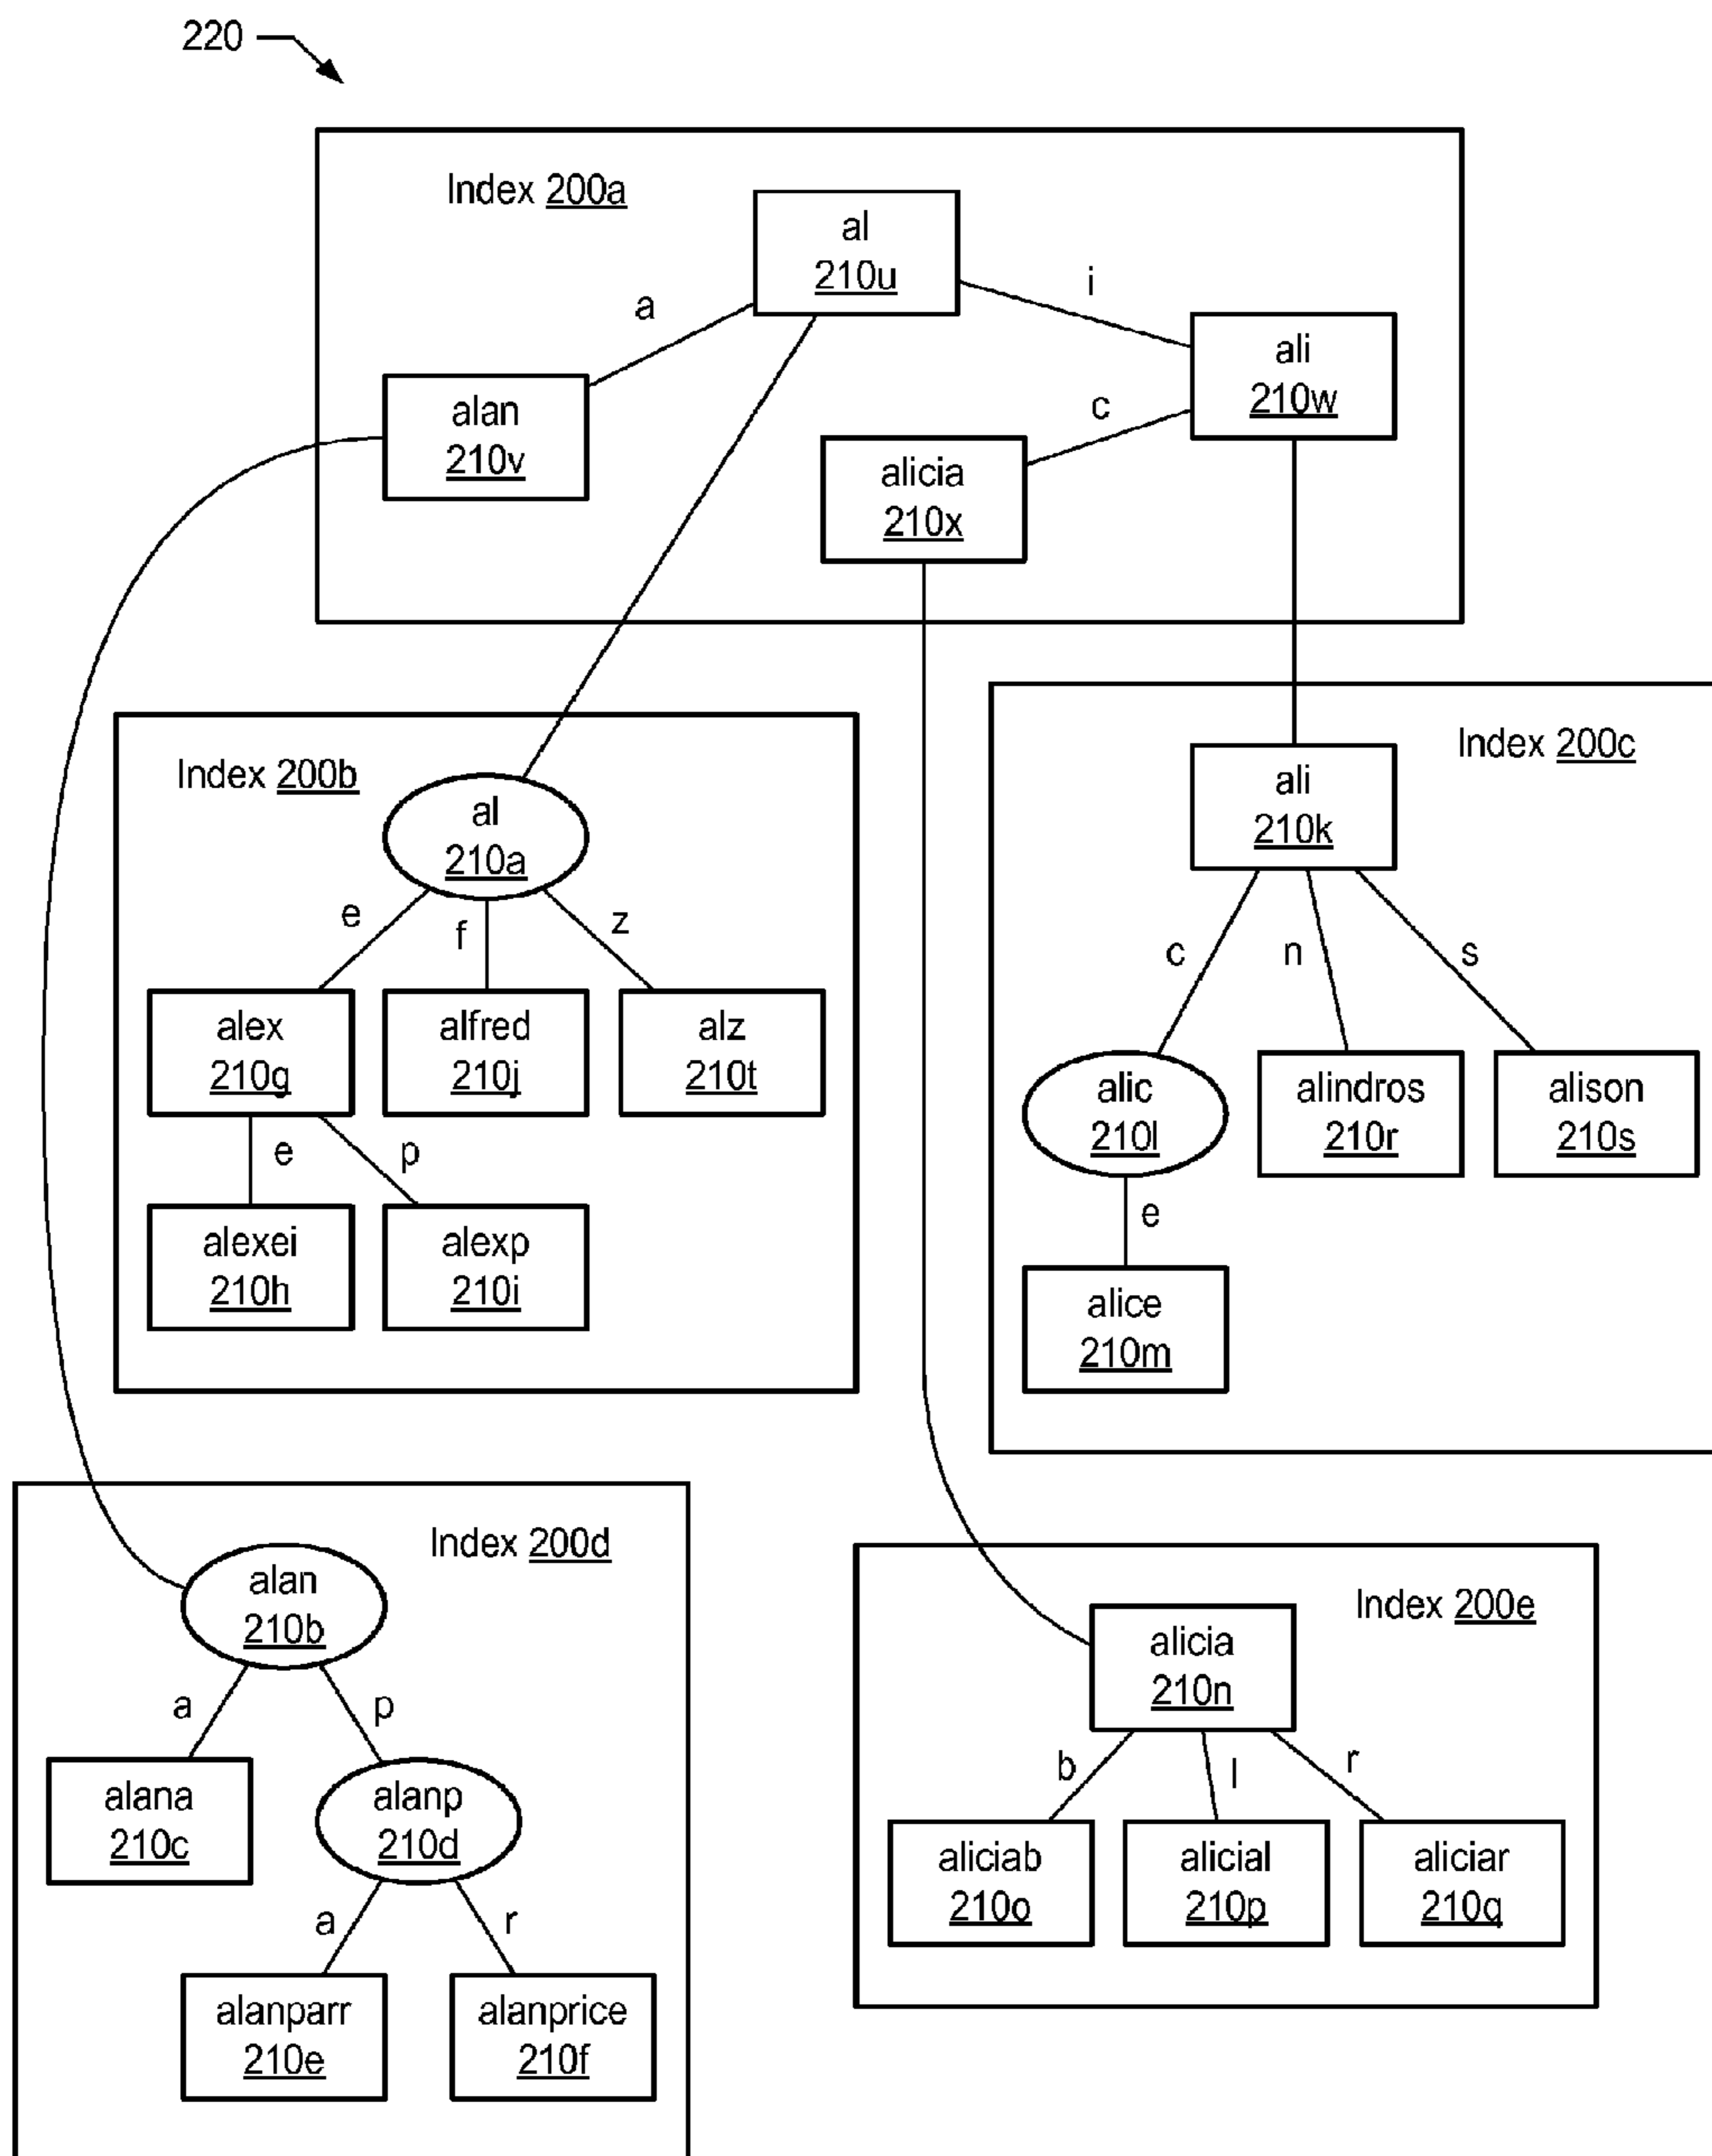 220
Index 200a
al
210u
a
i
alan
210v
ali
210w
c
alicia
210x
Index 200b
al
210a
e
f
z
alex
210g
alfred
210j
alz
210t
e
p
alexei
210h
alexp
210i
Index 200c
ali
210k
c
n
s
alic
210l
alindros
210r
alison
210s
e
alice
210m
Index 200d
alan
210b
a
p
alana
210c
alanp
210d
a
r
alanparr
210e
alanprice
210f
Index 200e
alicia
210n
b
l
r
aliciab
210o
alicial
210p
aliciar
210q